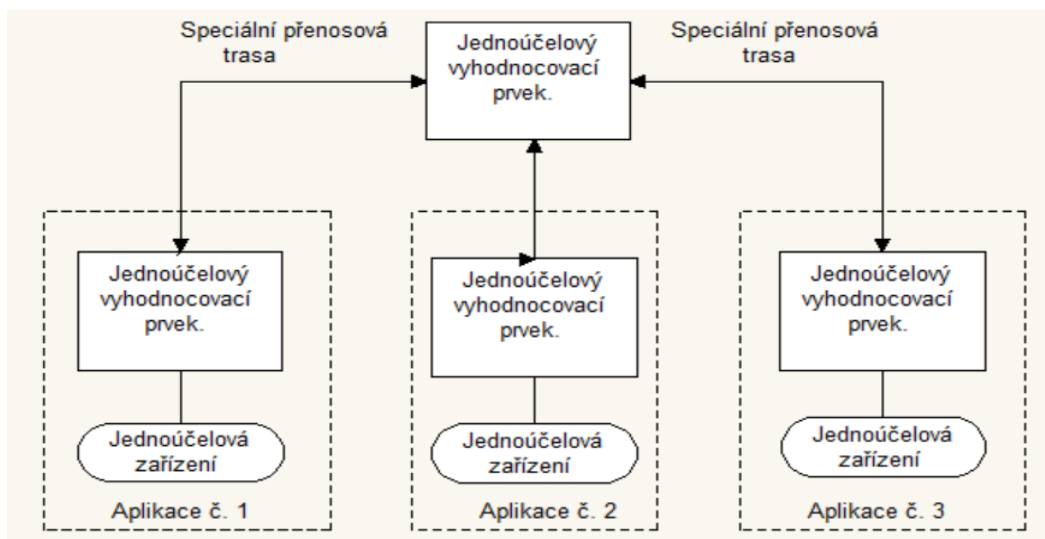 Speciální přenosová
trasa
Jednoúčelový
vyhodnocovací
prvek.
Speciální přenosová
trasa
Jednoúčelový
vyhodnocovací
prvek.
Jednoúčelová
zařízení
Aplikace č. 1
Jednoúčelový
vyhodnocovací
prvek.
Jednoúčelová
zařízení
Aplikace č. 2
Jednoúčelový
vyhodnocovací
prvek.
Jednoúčelová
zařízení
Aplikace č. 3